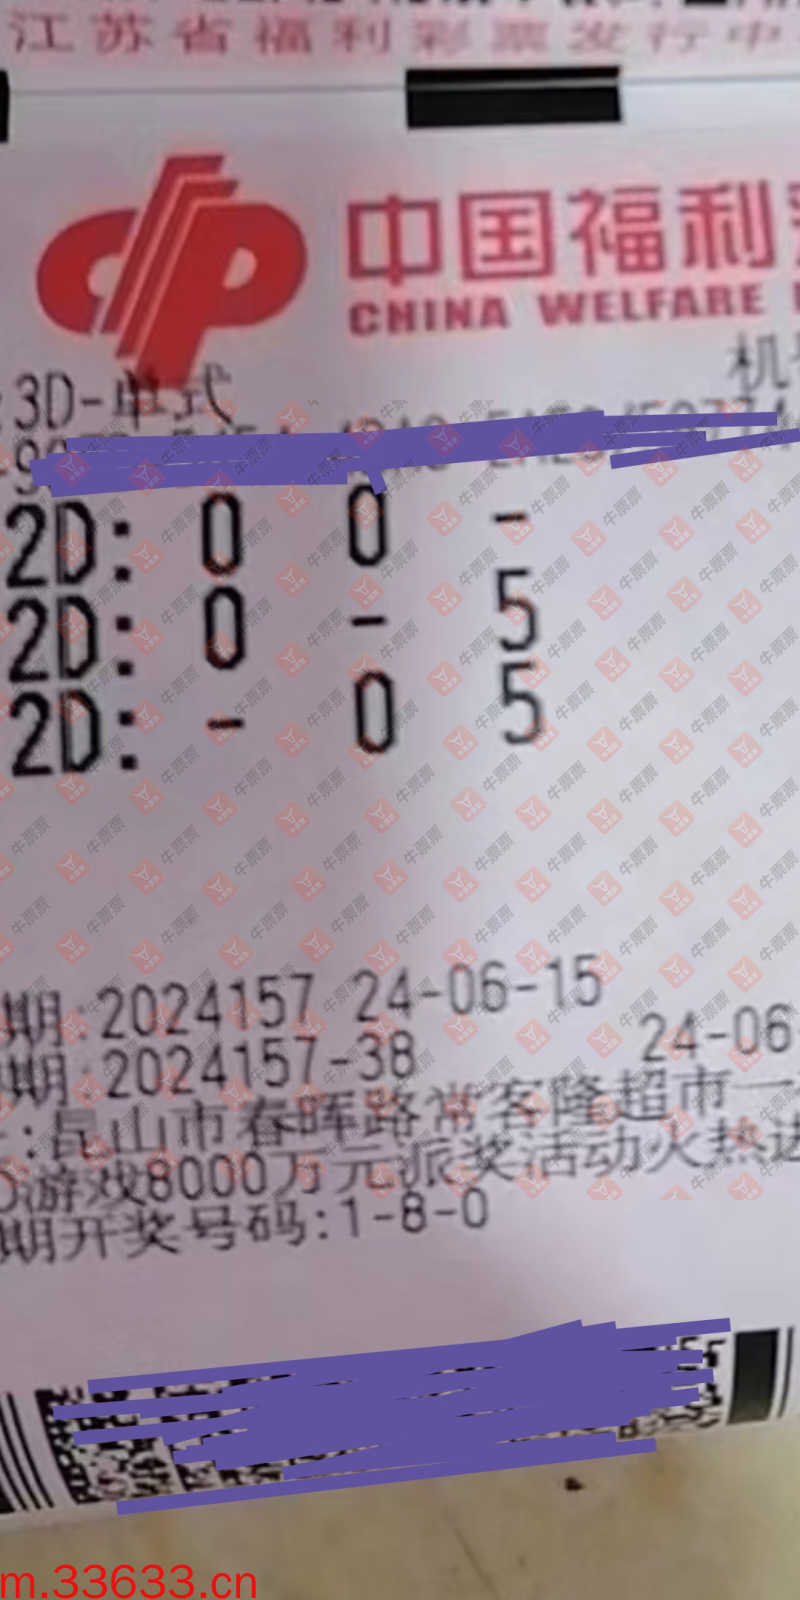 江苏省福利彩票发行中
中国福利
CHINA WELFARE
机
3D-单式
2D: 0 0 -
2D: 0 - 5
2D: - 0 5
期:2024157 24-06-15
期:2024157-38 24-06
:昆山市春晖路常客隆超市一
D游戏8000万元派奖活动火热进
期开奖号码:1-8-0
牛票票
m.33633.cn